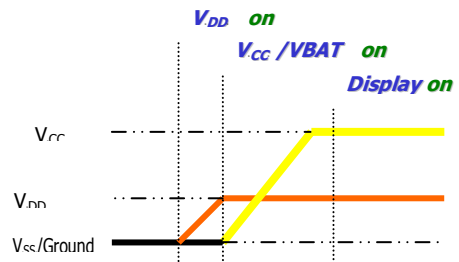 VDD on
VCC /VBAT on
Display on
VCC
VDD
VSS/Ground